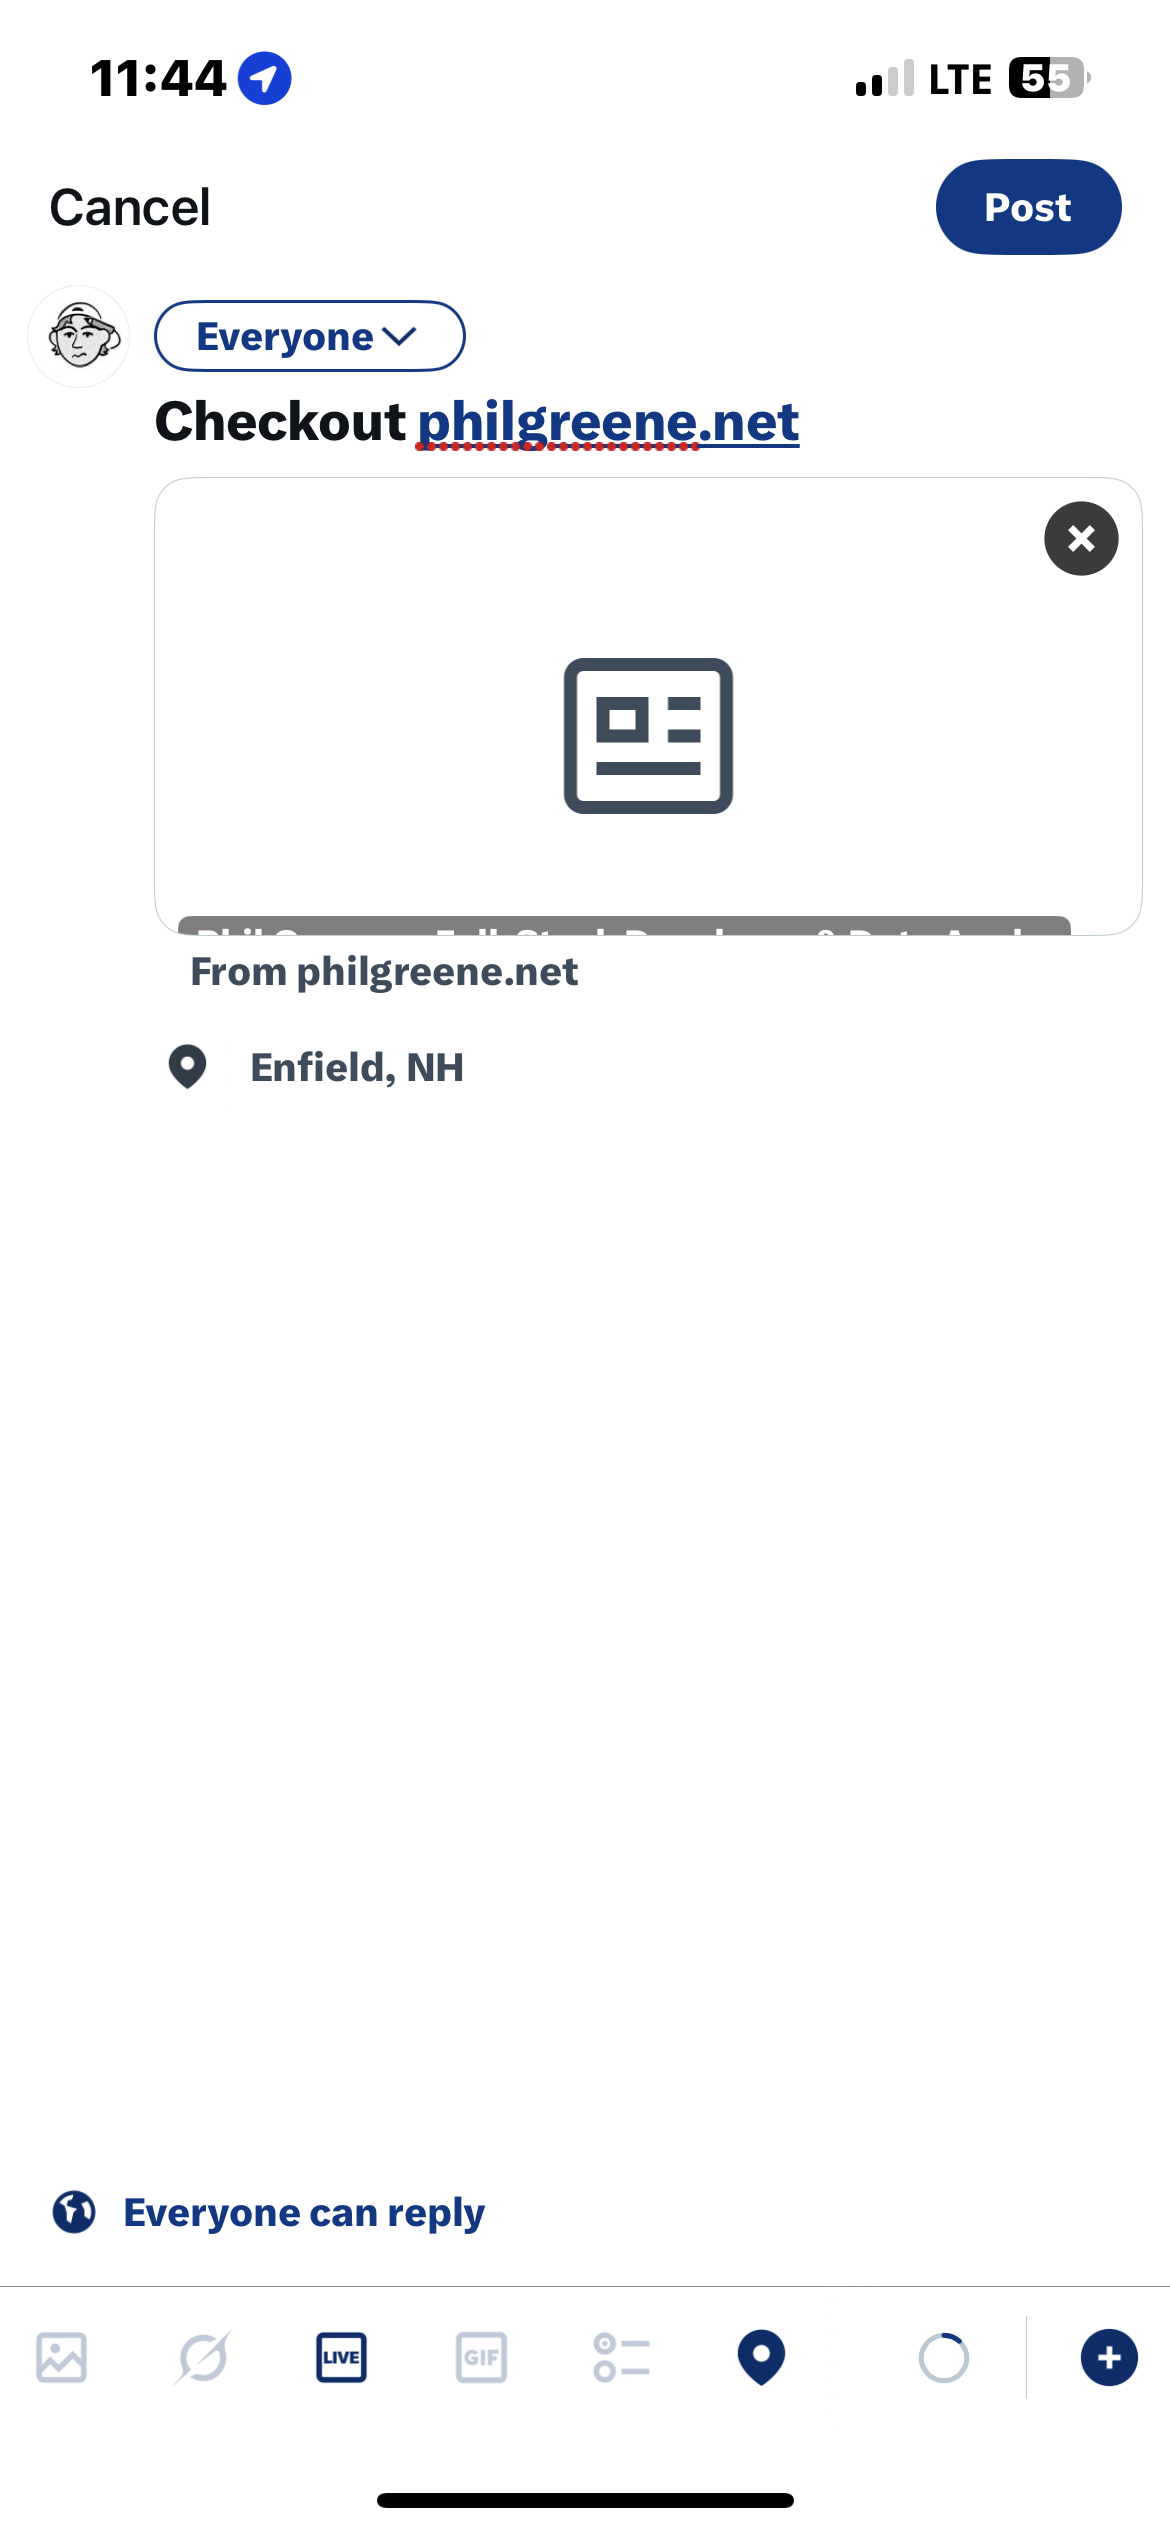 11:44
LTE 55
Cancel
Post
Everyone
Checkout philgreene.net
From philgreene.net
Enfield, NH
Everyone can reply
LIVE
GIF